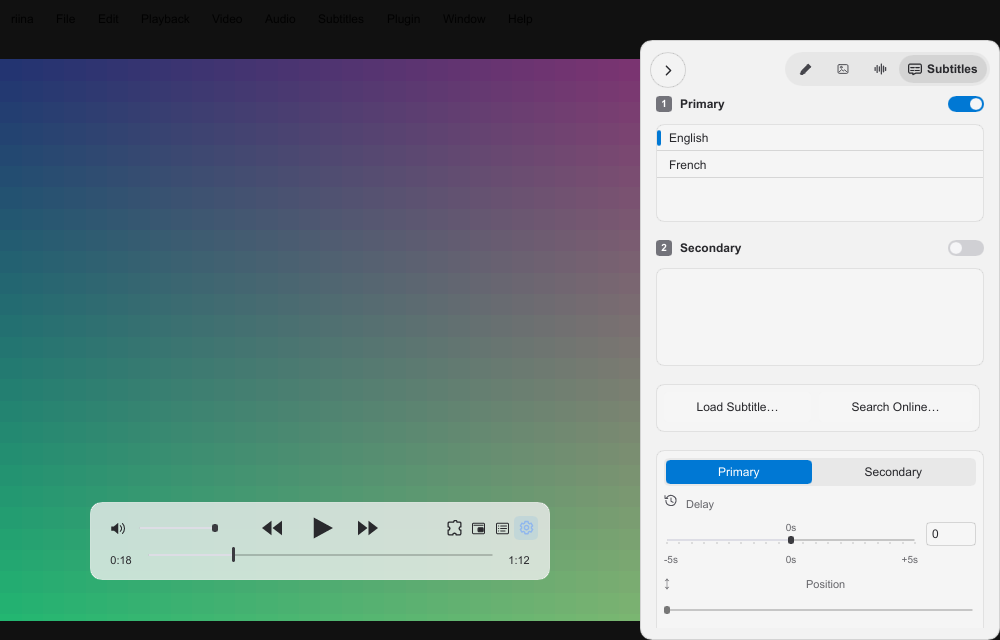 riina File Edit Playback Video Audio Subtitles Plugin Window Help
Subtitles
1 Primary
English
French
2 Secondary
Load Subtitle… Search Online…
Primary Secondary
Delay
0s
0
-5s 0s +5s
Position
0:18 1:12